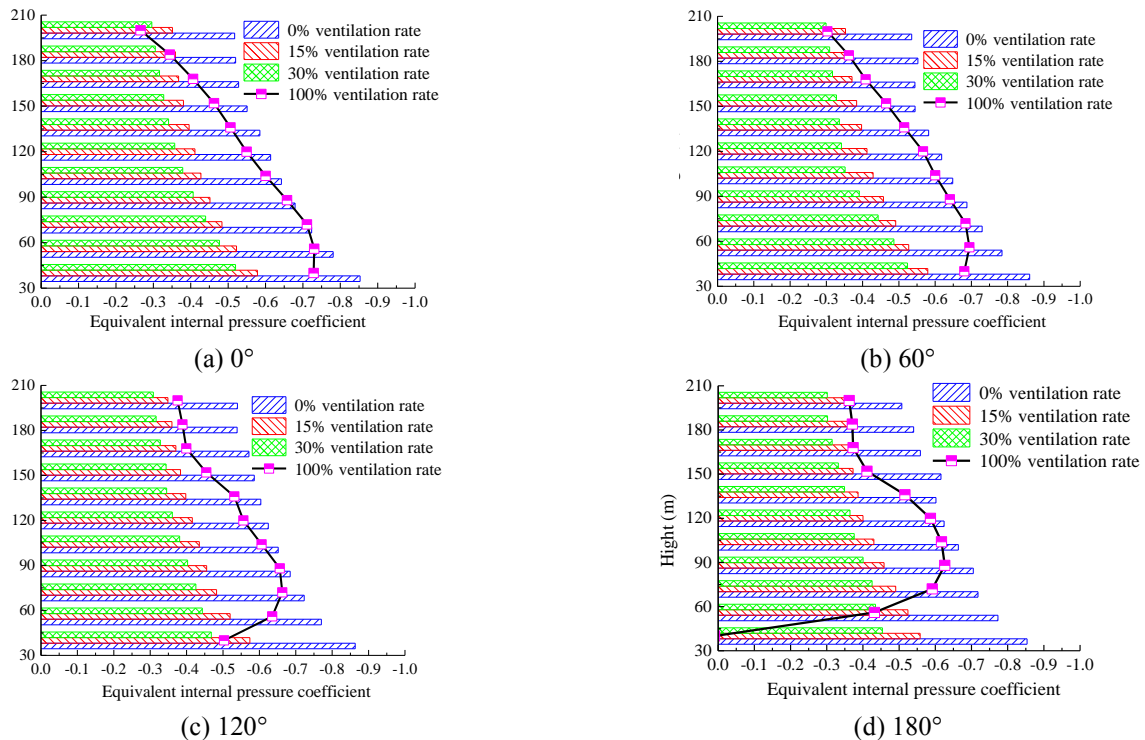 210
180
150
120
90
60
30
0.0 -0.1 -0.2 -0.3 -0.4 -0.5 -0.6 -0.7 -0.8 -0.9 -1.0
Equivalent internal pressure coefficient
0% ventilation rate
15% ventilation rate
30% ventilation rate
100% ventilation rate
(a) 0°
210
180
150
120
90
60
30
0.0 -0.1 -0.2 -0.3 -0.4 -0.5 -0.6 -0.7 -0.8 -0.9 -1.0
Equivalent internal pressure coefficient
0% ventilation rate
15% ventilation rate
30% ventilation rate
100% ventilation rate
(b) 60°
210
180
150
120
90
60
30
0.0 -0.1 -0.2 -0.3 -0.4 -0.5 -0.6 -0.7 -0.8 -0.9 -1.0
Equivalent internal pressure coefficient
0% ventilation rate
15% ventilation rate
30% ventilation rate
100% ventilation rate
(c) 120°
Hight (m)
210
180
150
120
90
60
30
0.0 -0.1 -0.2 -0.3 -0.4 -0.5 -0.6 -0.7 -0.8 -0.9 -1.0
Equivalent internal pressure coefficient
0% ventilation rate
15% ventilation rate
30% ventilation rate
100% ventilation rate
(d) 180°